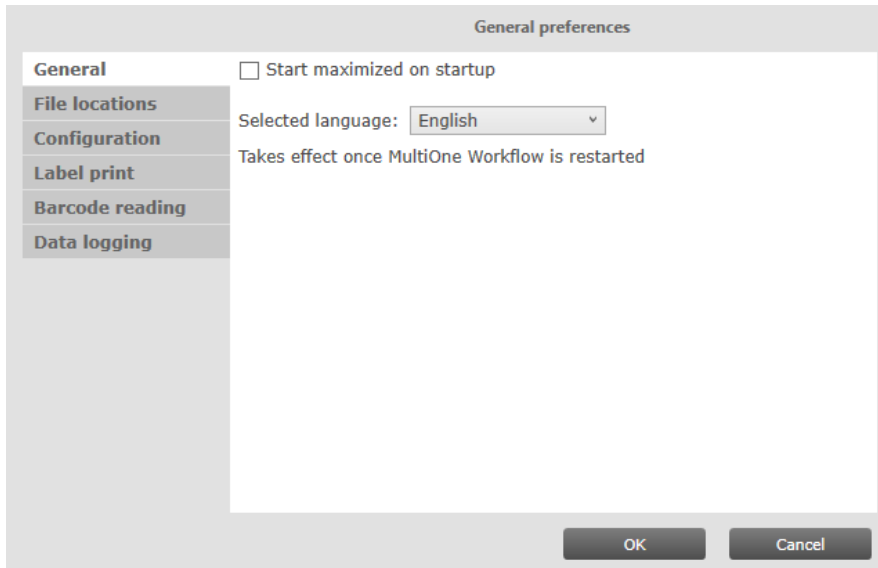 General preferences
General
File locations
Configuration
Label print
Barcode reading
Data logging
Start maximized on startup
Selected language: English
Takes effect once MultiOne Workflow is restarted
OK Cancel